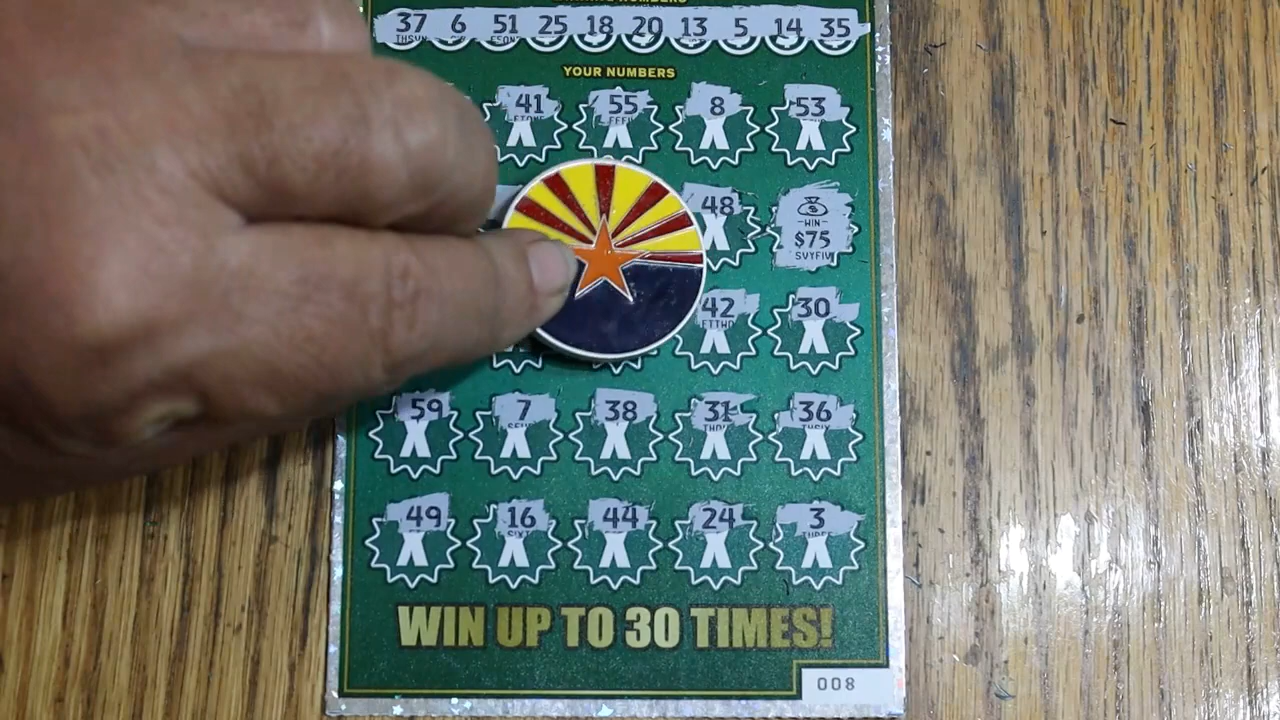 37 6 51 25 18 20 13 5 14 35
YOUR NUMBERS
41 55 8 53
48 WIN $75
SVYFIV
42 30
59 7 38 31 36
49 16 44 24 3
WIN UP TO 30 TIMES!
008